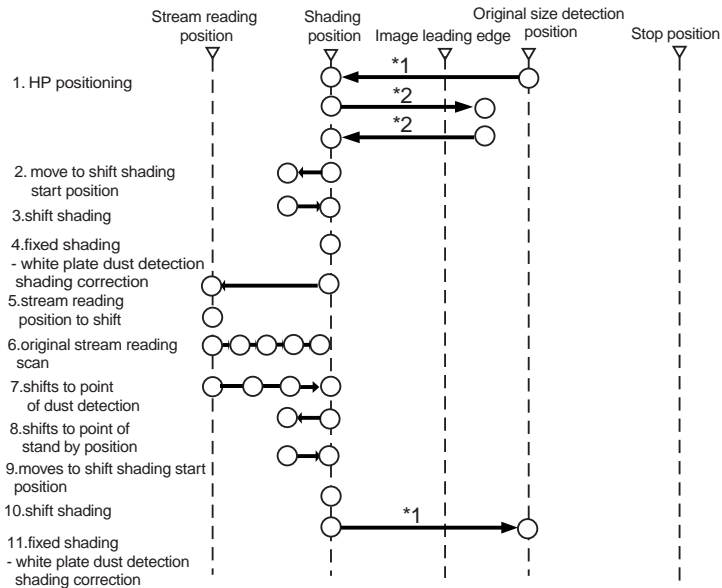 Stream reading
position
Shading
position
Image leading edge
Original size detection
position
Stop position
1. HP positioning
*1
*2
*2
2. move to shift shading
start position
3.shift shading
4.fixed shading
- white plate dust detection
shading correction
5.stream reading
position to shift
6.original stream reading
scan
7.shifts to point
of dust detection
8.shifts to point of
stand by position
9.moves to shift shading start
position
10.shift shading
*1
11.fixed shading
- white plate dust detection
shading correction